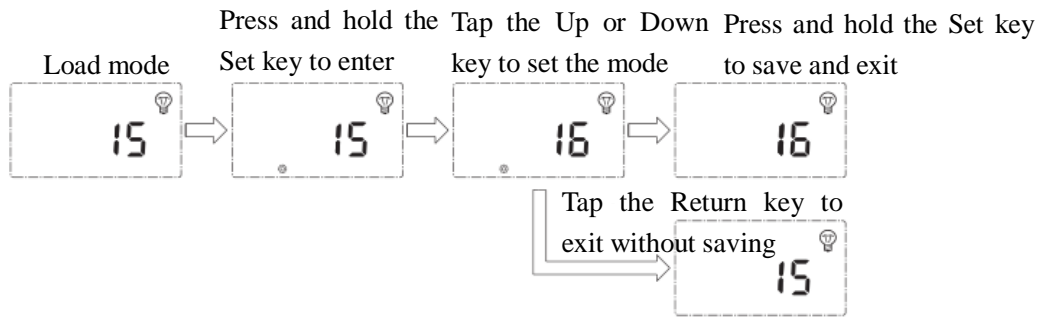 Load mode
15
Press and hold the
Set key to enter
15
Tap the Up or Down
key to set the mode
16
Press and hold the Set key
to save and exit
16
Tap the Return key to
exit without saving
15